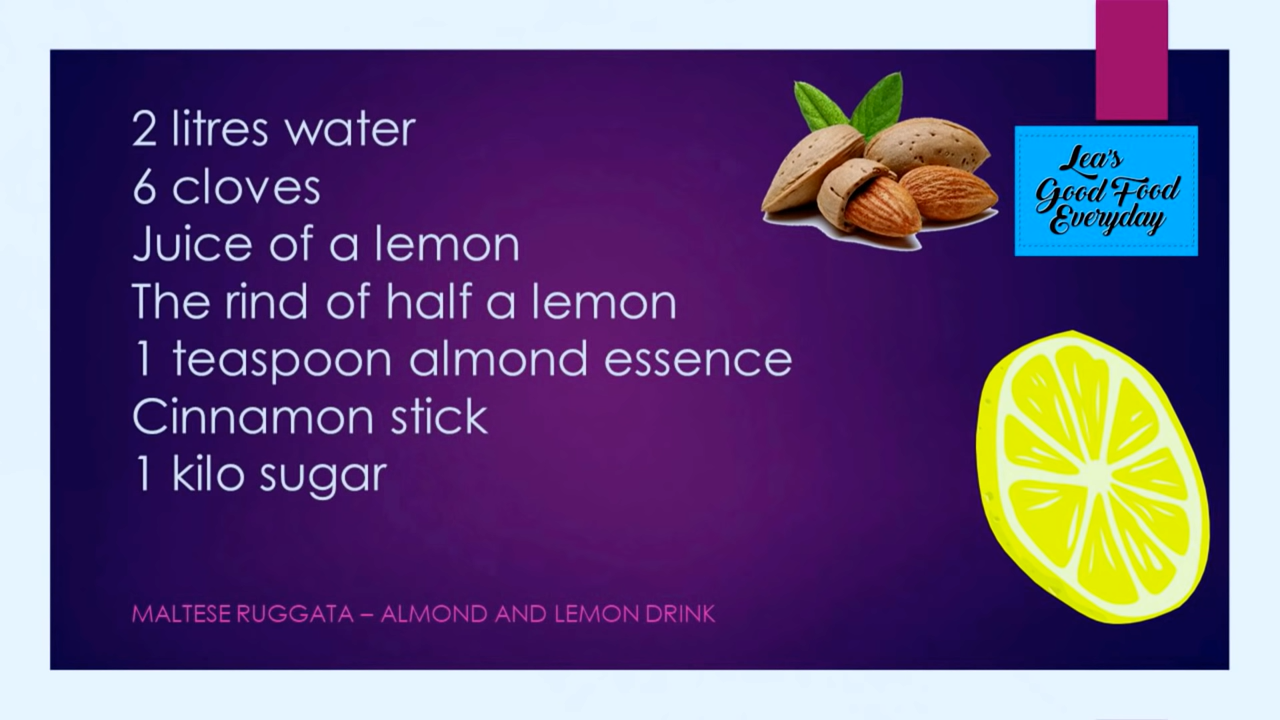 2 litres water
6 cloves
Juice of a lemon
The rind of half a lemon
1 teaspoon almond essence
Cinnamon stick
1 kilo sugar
MALTESE RUGGATA – ALMOND AND LEMON DRINK
Lea's
Good Food
Everyday